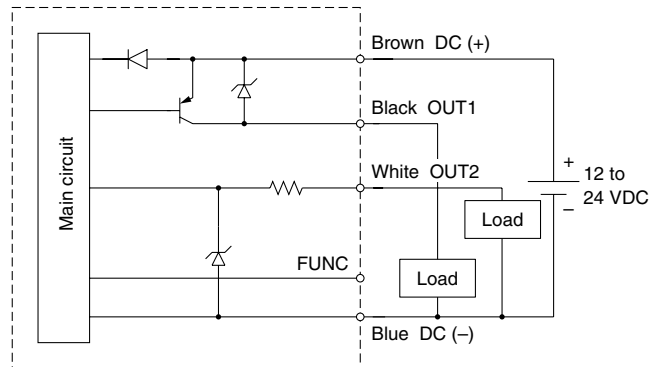 Main circuit
Brown DC (+)
Black OUT1
White OUT2
FUNC
Blue DC (–)
Load
Load
+
12 to
24 VDC
–